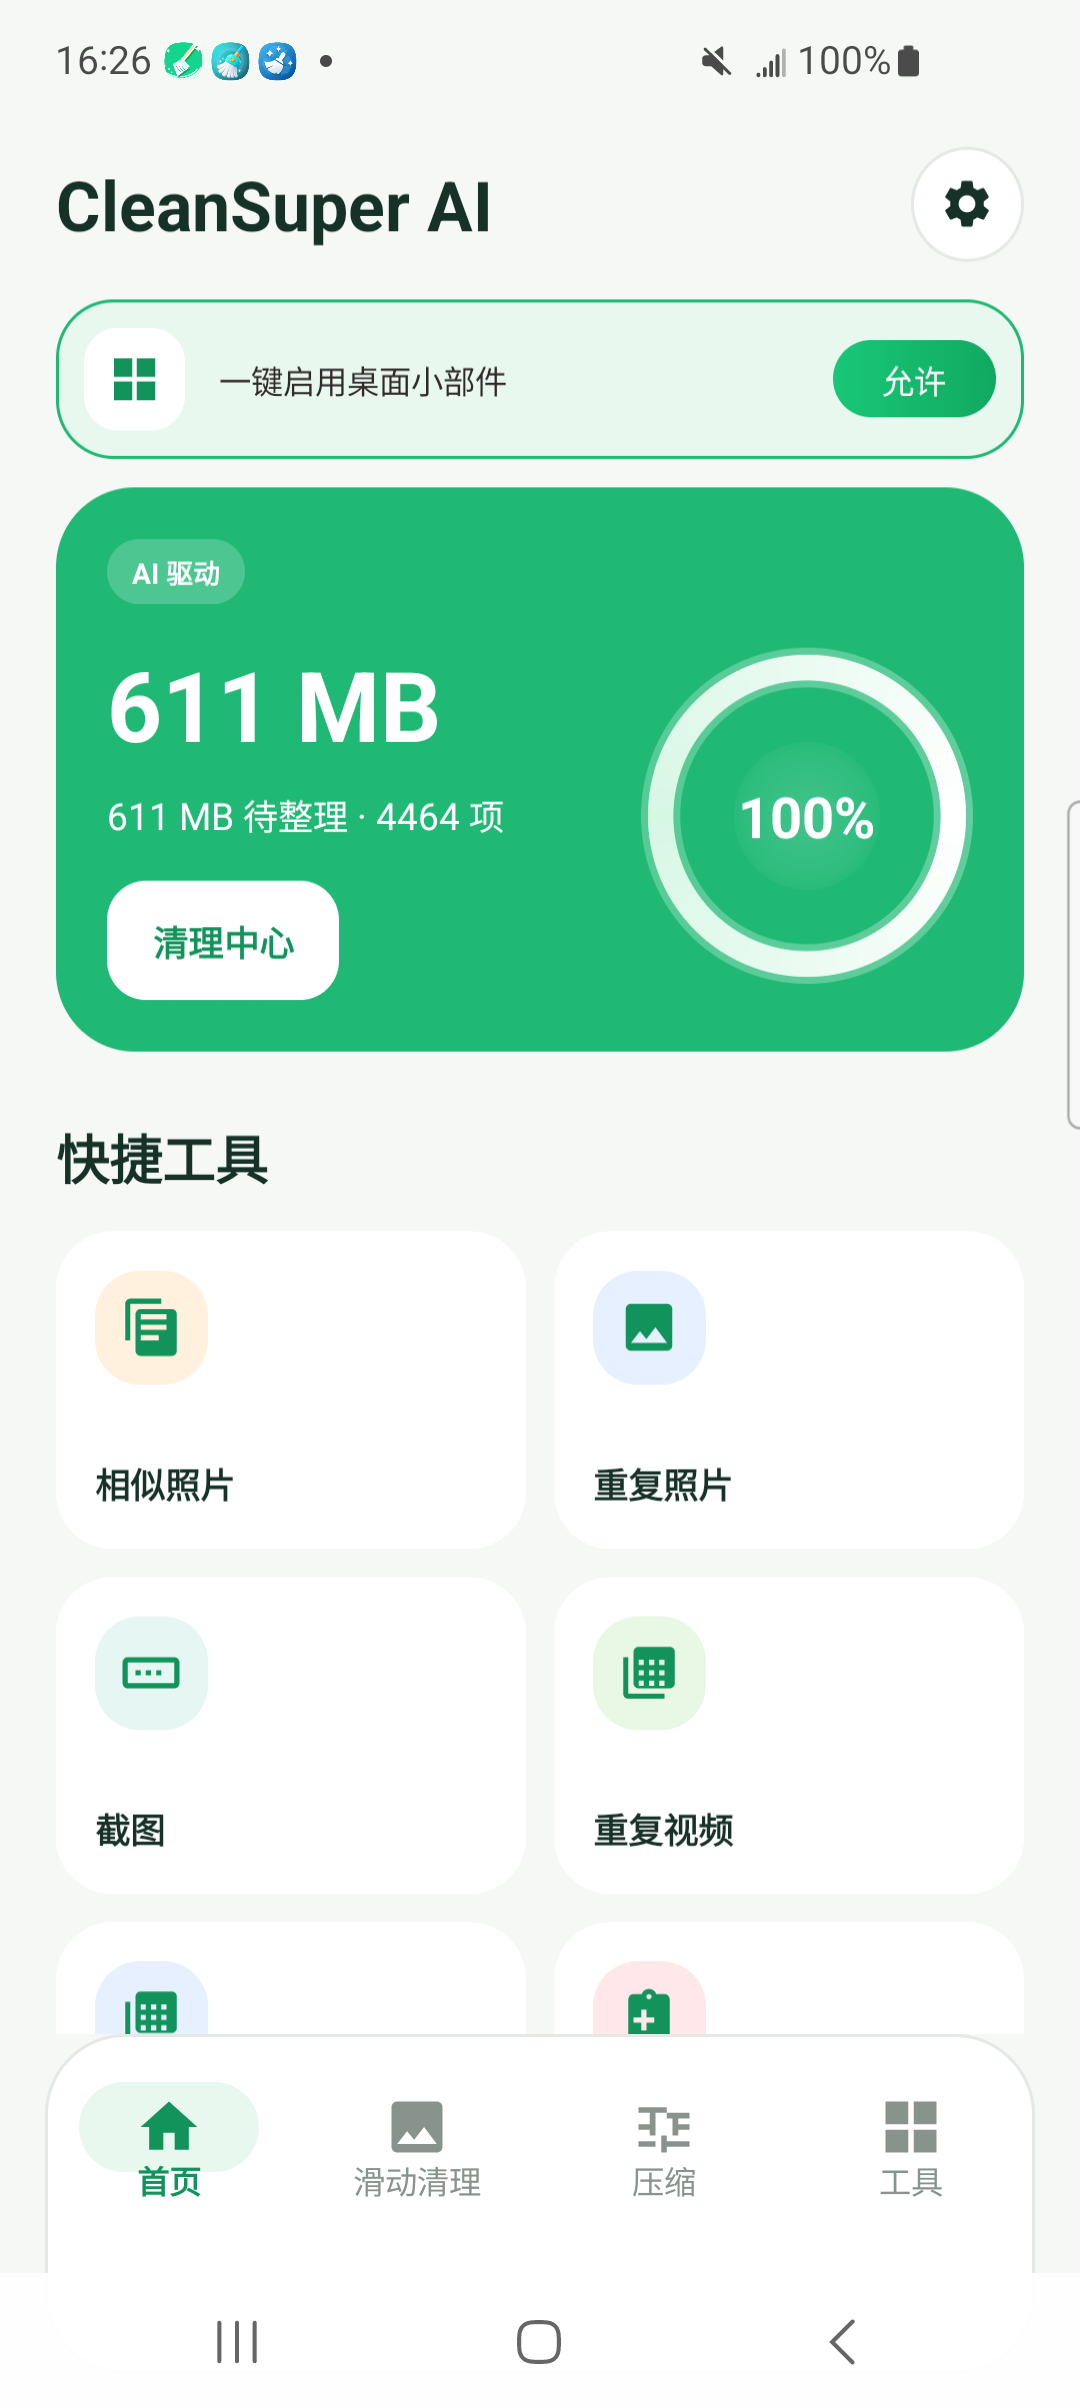 16:26
100%
CleanSuper AI
一键启用桌面小部件
允许
AI 驱动
611 MB
611 MB 待整理 · 4464 项
100%
清理中心
快捷工具
相似照片
重复照片
截图
重复视频
首页
滑动清理
压缩
工具